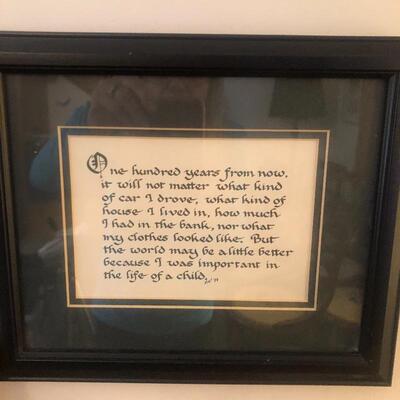 One hundred years from now,
it will not matter what kind
of car I drove, what kind of
house I lived in, how much
I had in the bank, nor what
my clothes looked like. But
the world may be a little better
because I was important in
the life of a child.